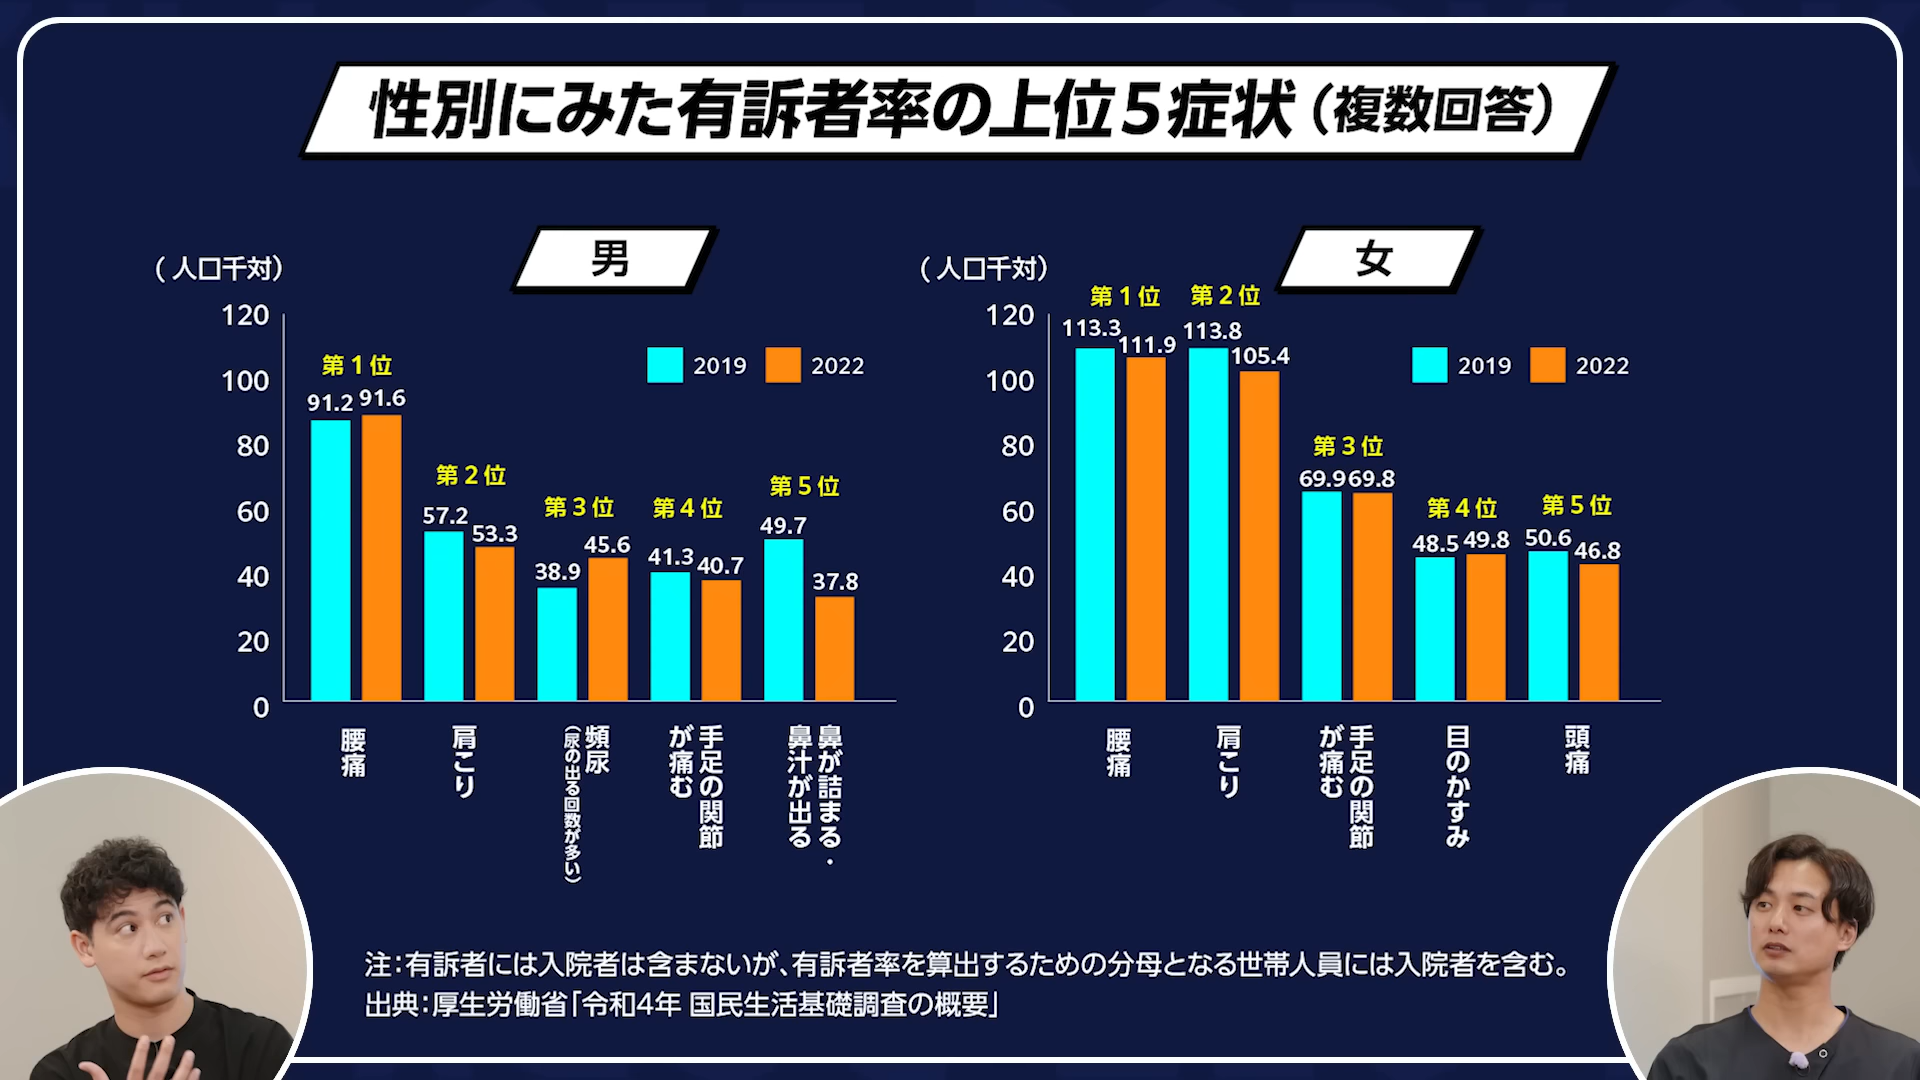 性別にみた有訴者率の上位5症状(複数回答)
男
(人口千対)
120
100
80
60
40
20
0
2019
2022
第1位
91.2
91.6
第2位
57.2
53.3
第3位
38.9
45.6
第4位
41.3
40.7
第5位
49.7
37.8
腰痛
肩こり
頻尿
(尿の出る回数が多い)
手足の関節
が痛む
鼻が詰まる・
鼻汁が出る
女
(人口千対)
120
100
80
60
40
20
0
2019
2022
第1位
113.3
111.9
第2位
113.8
105.4
第3位
69.9
69.8
第4位
48.5
49.8
第5位
50.6
46.8
腰痛
肩こり
手足の関節
が痛む
目のかすみ
頭痛
注:有訴者には入院者は含まないが、有訴者率を算出するための分母となる世帯人員には入院者を含む。
出典:厚生労働省「令和4年 国民生活基礎調査の概要」